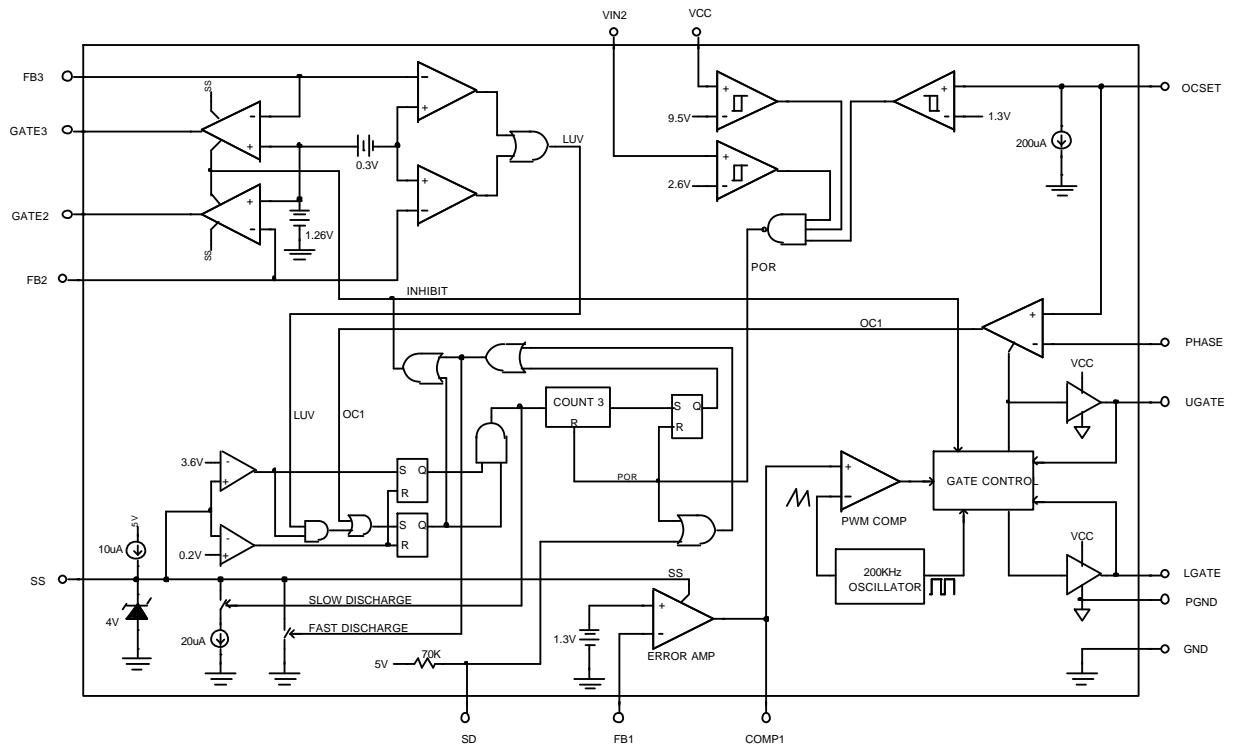 VIN2
VCC
FB3
GATE3
GATE2
FB2
SS
SS
0.3V
1.26V
LUV
9.5V
2.6V
1.3V
200uA
OCSET
POR
INHIBIT
OC1
PHASE
VCC
UGATE
LUV
OC1
COUNT 3
R
S Q
R
3.6V
-
+
S Q
R
POR
GATE CONTROL
PWM COMP
5V
10uA
0.2V
-
+
S Q
R
VCC
200KHz
OSCILLATOR
LGATE
PGND
SS
SS
4V
20uA
SLOW DISCHARGE
FAST DISCHARGE
1.3V
ERROR AMP
5V
70K
GND
SD
FB1
COMP1